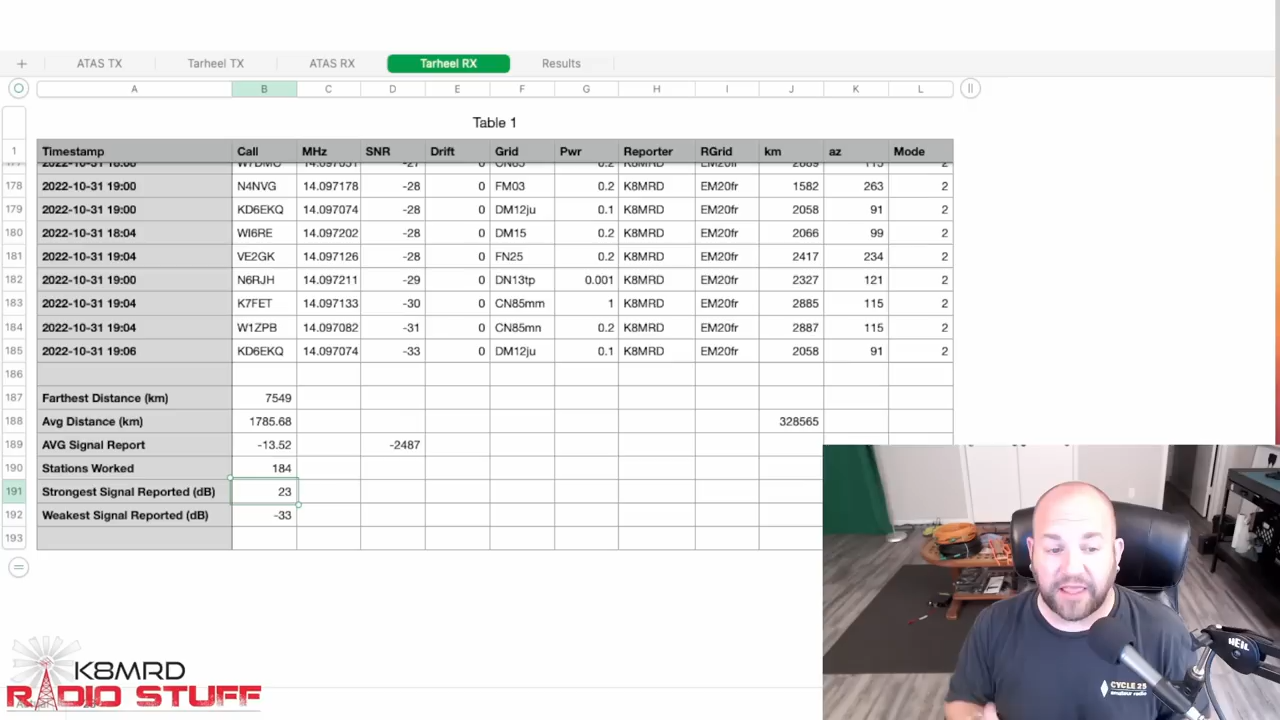 + ATAS TX Tarheel TX ATAS RX Tarheel RX Results
A B C D E F G H I J K L
Table 1
1 Timestamp Call MHz SNR Drift Grid Pwr Reporter RGrid km az Mode
178 2022-10-31 19:00 N4NVG 14.097178 -28 0 FM03 0.2 K8MRD EM20fr 1582 263 2
179 2022-10-31 19:00 KD6EKQ 14.097074 -28 0 DM12ju 0.1 K8MRD EM20fr 2058 91 2
180 2022-10-31 18:04 WI6RE 14.097202 -28 0 DM15 0.2 K8MRD EM20fr 2066 99 2
181 2022-10-31 19:04 VE2GK 14.097126 -28 0 FN25 0.2 K8MRD EM20fr 2417 234 2
182 2022-10-31 19:00 N6RJH 14.097211 -29 0 DN13tp 0.001 K8MRD EM20fr 2327 121 2
183 2022-10-31 19:04 K7FET 14.097133 -30 0 CN85mm 1 K8MRD EM20fr 2885 115 2
184 2022-10-31 19:04 W1ZPB 14.097082 -31 0 CN85mn 0.2 K8MRD EM20fr 2887 115 2
185 2022-10-31 19:06 KD6EKQ 14.097074 -33 0 DM12ju 0.1 K8MRD EM20fr 2058 91 2
186
187 Farthest Distance (km) 7549
188 Avg Distance (km) 1785.68 328565
189 AVG Signal Report -13.52 -2487
190 Stations Worked 184
191 Strongest Signal Reported (dB) 23
192 Weakest Signal Reported (dB) -33
193
K8MRD
RADIO STUFF
HEIL
CYCLE 25
amateur radio